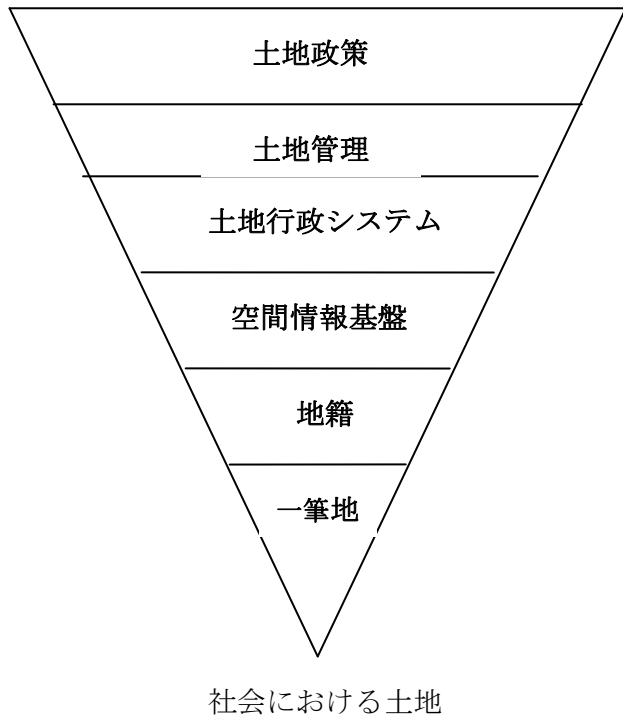 土地政策
土地管理
土地行政システム
空間情報基盤
地籍
一筆地
社会における土地